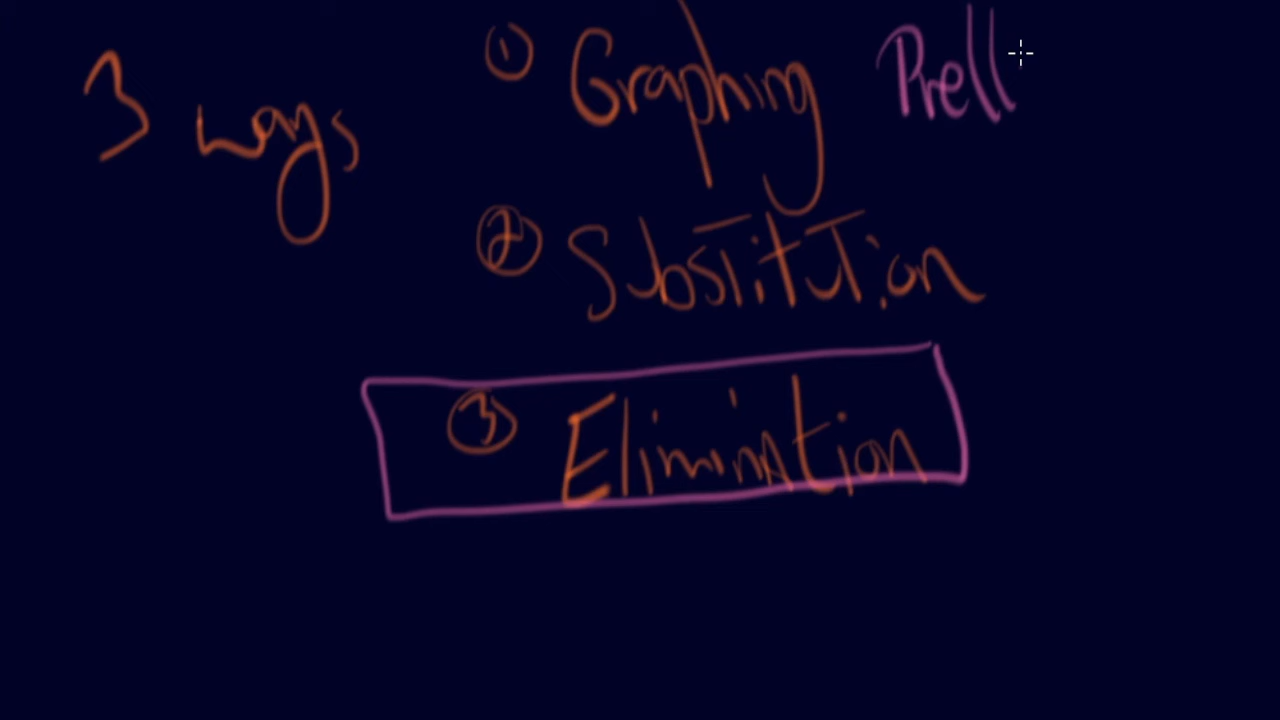 3 ways
① Graphing Prell
② Substitution
③ Elimination